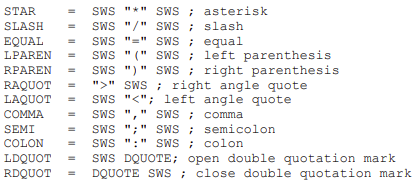 STAR = SWS "*" SWS ; asterisk
SLASH = SWS "/" SWS ; slash
EQUAL = SWS "=" SWS ; equal
LPAREN = SWS "(" SWS ; left parenthesis
RPAREN = SWS ")" SWS ; right parenthesis
RAQUOT = ">" SWS ; right angle quote
LAQUOT = SWS "<"; left angle quote
COMMA = SWS "," SWS ; comma
SEMI = SWS ";" SWS ; semicolon
COLON = SWS ":" SWS ; colon
LDQUOT = SWS DQUOTE; open double quotation mark
RDQUOT = DQUOTE SWS ; close double quotation mark